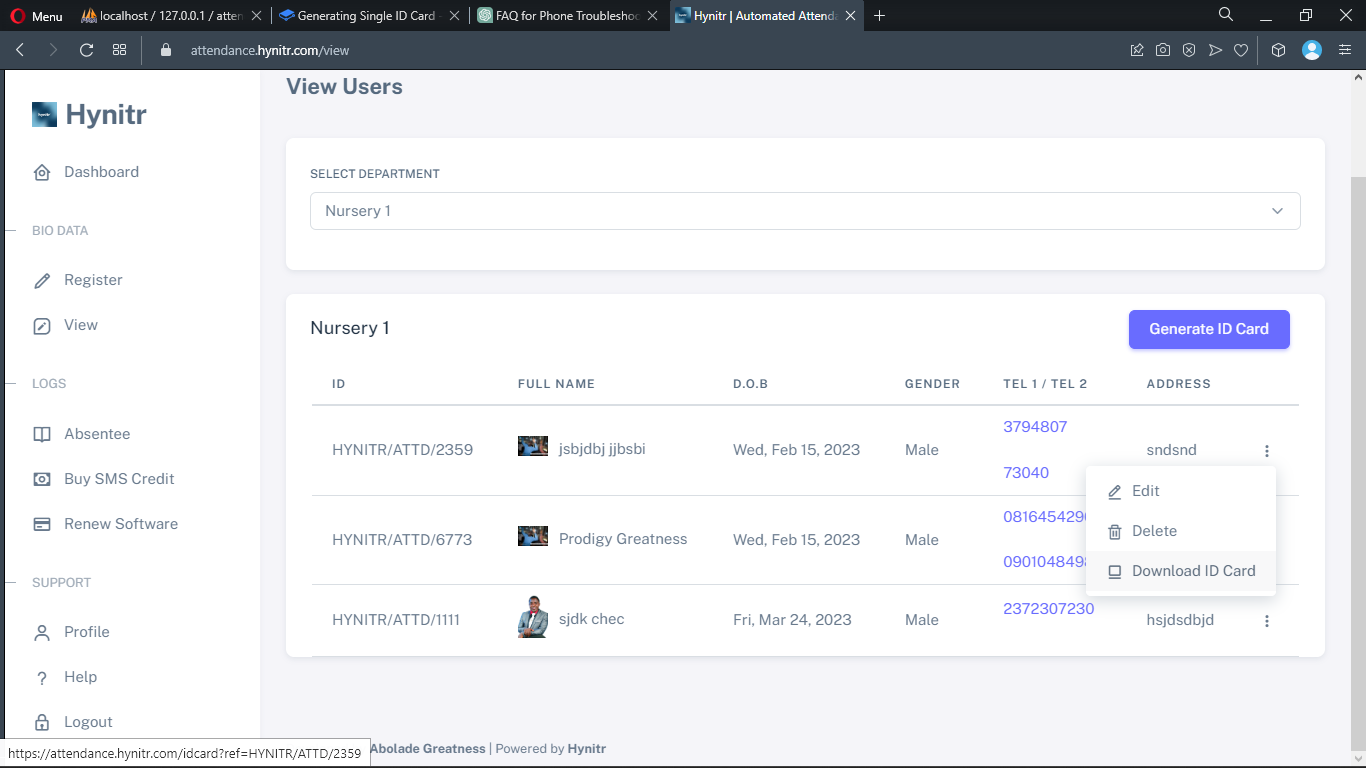 Menu
localhost / 127.0.0.1 / atten
Generating Single ID Card -
FAQ for Phone Troubleshoo
Hynitr | Automated Attenda
attendance.hynitr.com/view
Hynitr
Dashboard
BIO DATA
Register
View
LOGS
Absentee
Buy SMS Credit
Renew Software
SUPPORT
Profile
? Help
Logout
View Users
SELECT DEPARTMENT
Nursery 1
Nursery 1
Generate ID Card
ID FULL NAME D.O.B GENDER TEL 1 / TEL 2 ADDRESS
HYNITR/ATTD/2359 jsbjdbj jjbsbi Wed, Feb 15, 2023 Male 3794807 sndsnd
73040
HYNITR/ATTD/6773 Prodigy Greatness Wed, Feb 15, 2023 Male 081645429
090104849
HYNITR/ATTD/1111 sjdk chec Fri, Mar 24, 2023 Male 2372307230 hsjdsdbjd
Edit
Delete
Download ID Card
Abolade Greatness | Powered by Hynitr
https://attendance.hynitr.com/idcard?ref=HYNITR/ATTD/2359